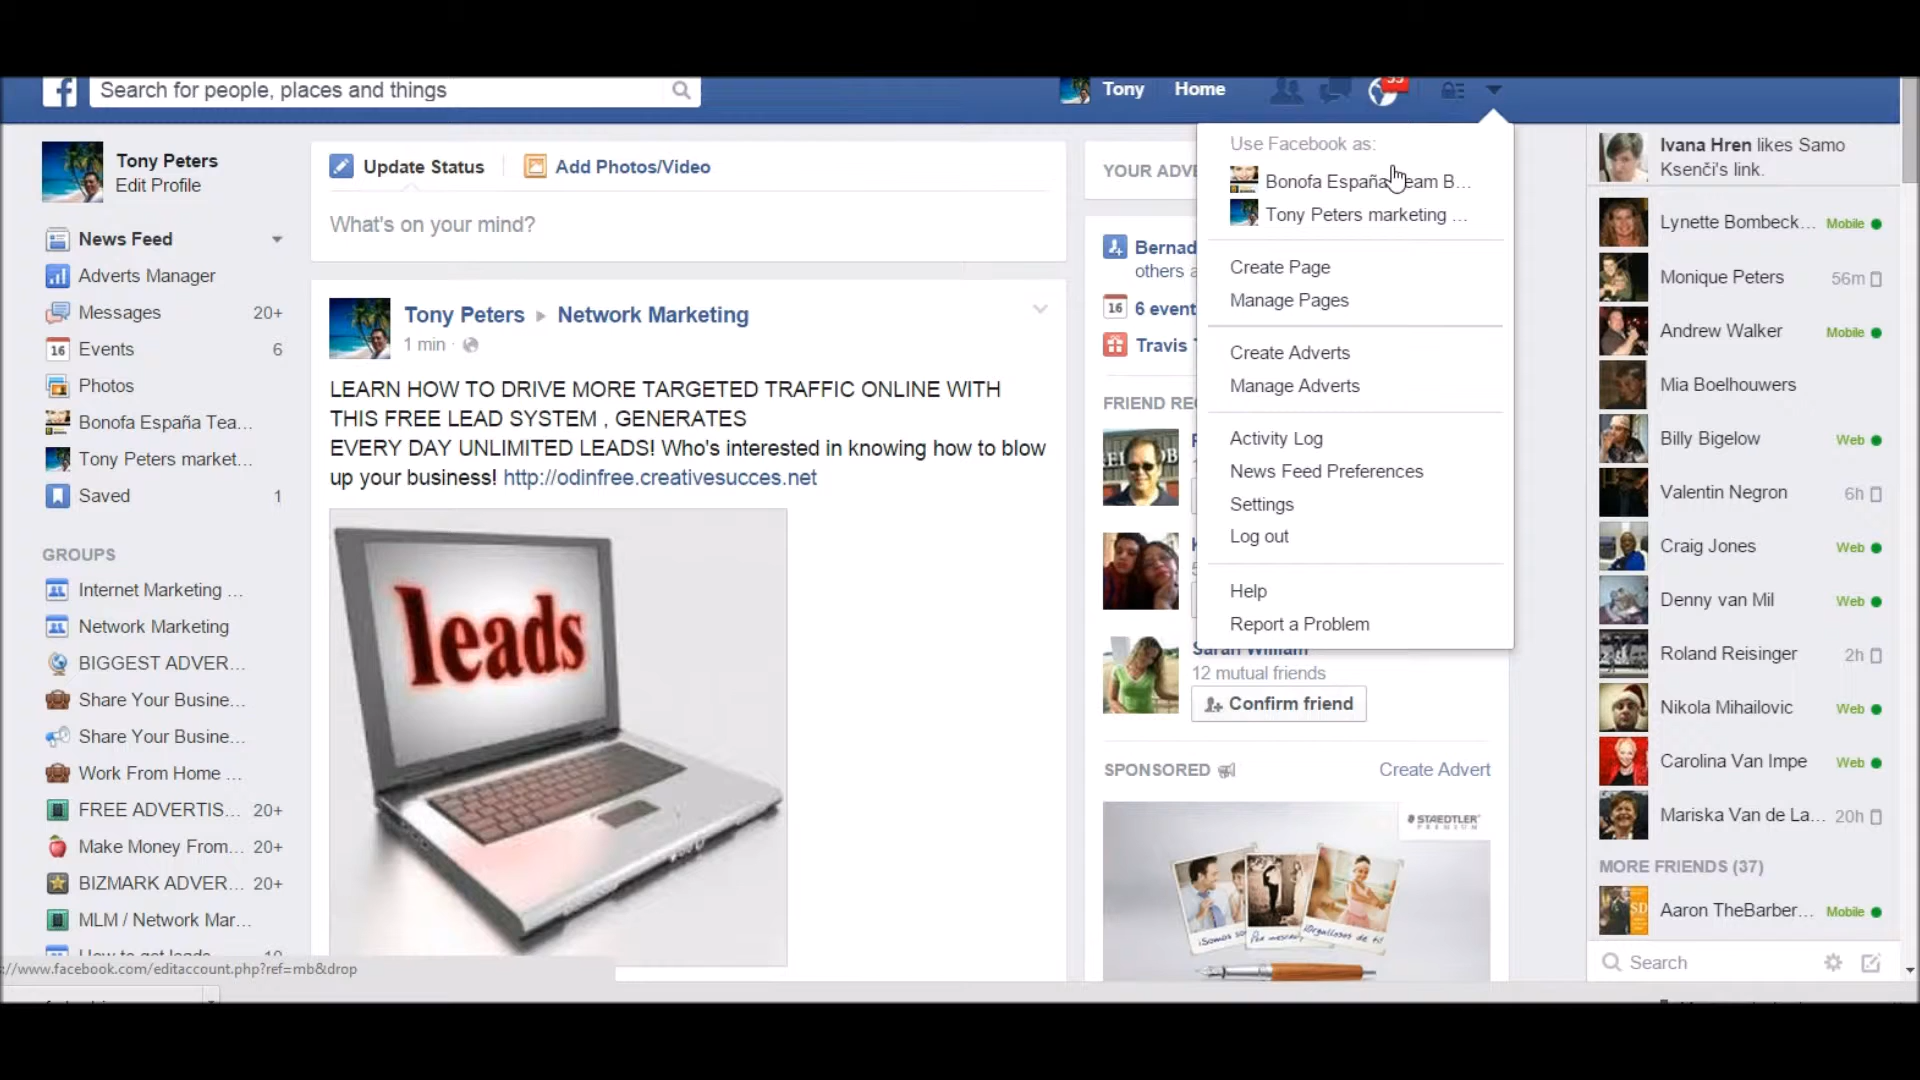 Search for people, places and things
Tony
Home
Tony Peters
Edit Profile
News Feed
Adverts Manager
Messages 20+
16 Events 6
Photos
Bonofa España Tea...
Tony Peters market...
Saved 1
GROUPS
Internet Marketing ...
Network Marketing
BIGGEST ADVER...
Share Your Busine...
Share Your Busine...
Work From Home ...
FREE ADVERTIS... 20+
Make Money From... 20+
BIZMARK ADVER... 20+
MLM / Network Mar...
://www.facebook.com/editaccount.php?ref=mb&drop
Update Status
Add Photos/Video
What's on your mind?
Tony Peters ▸ Network Marketing
1 min ·
LEARN HOW TO DRIVE MORE TARGETED TRAFFIC ONLINE WITH
THIS FREE LEAD SYSTEM , GENERATES
EVERY DAY UNLIMITED LEADS! Who's interested in knowing how to blow
up your business! http://odinfree.creativesucces.net
leads
YOUR ADVE
Bernad
others a
16 6 event
Travis
FRIEND REC
Use Facebook as:
Bonofa España Team B...
Tony Peters marketing ...
Create Page
Manage Pages
Create Adverts
Manage Adverts
Activity Log
News Feed Preferences
Settings
Log out
Help
Report a Problem
Sarah William
12 mutual friends
Confirm friend
SPONSORED
Create Advert
STAEDTLER
PREMIUM
Ivana Hren likes Samo
Ksenči's link.
Lynette Bombeck... Mobile
Monique Peters 56m
Andrew Walker Mobile
Mia Boelhouwers
Billy Bigelow Web
Valentin Negron 6h
Craig Jones Web
Denny van Mil Web
Roland Reisinger 2h
Nikola Mihailovic Web
Carolina Van Impe Web
Mariska Van de La... 20h
MORE FRIENDS (37)
Aaron TheBarber... Mobile
Search